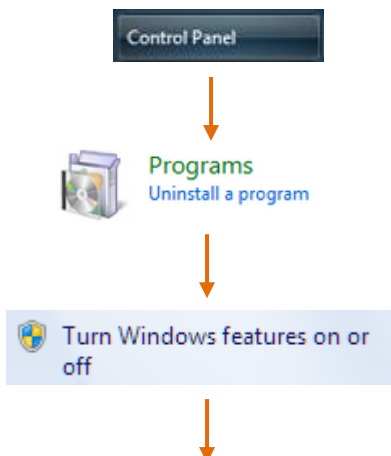 Control Panel
Programs
Uninstall a program
Turn Windows features on or
off